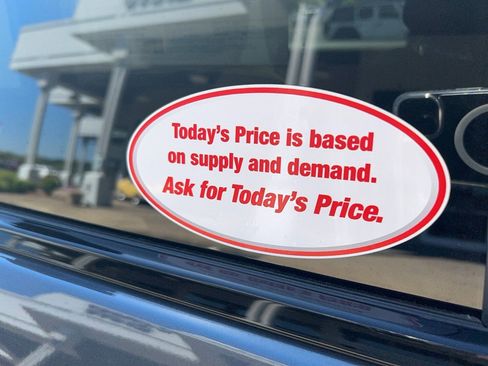 Today's Price is based
on supply and demand.
Ask for Today's Price.